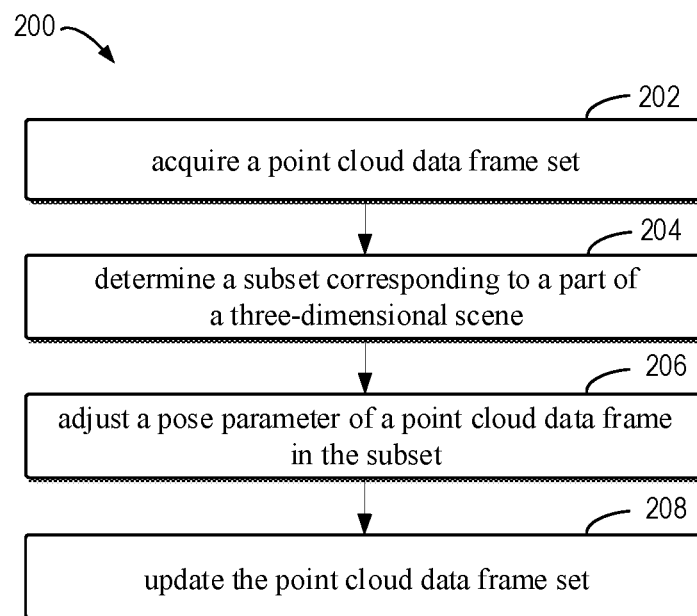 200
202
acquire a point cloud data frame set
204
determine a subset corresponding to a part of
a three-dimensional scene
206
adjust a pose parameter of a point cloud data frame
in the subset
208
update the point cloud data frame set